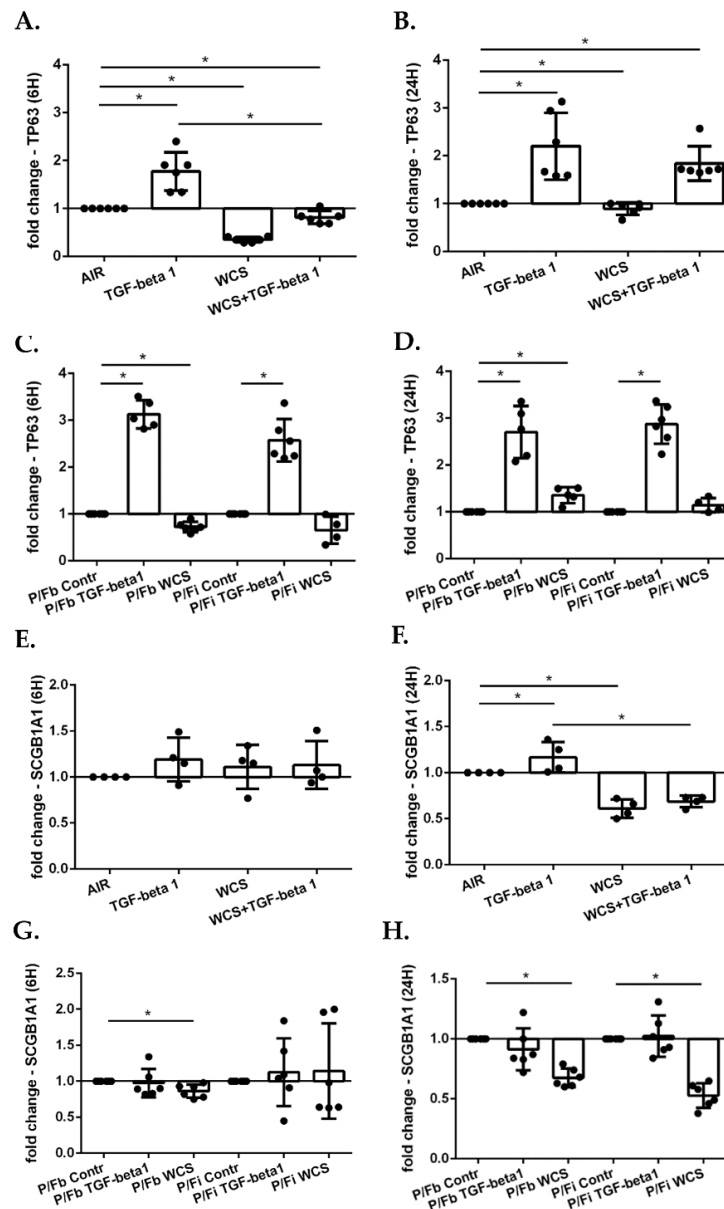 A.
fold change - TP63 (6H)
4
3
2
1
0
*
*
*
*
AIR
TGF-beta 1
WCS
WCS+TGF-beta 1
B.
fold change - TP63 (24H)
4
3
2
1
0
*
*
*
AIR
TGF-beta 1
WCS
WCS+TGF-beta 1
C.
fold change - TP63 (6H)
4
3
2
1
0
*
*
*
P/Fb Contr
P/Fb TGF-beta1
P/Fb WCS
P/Fi Contr
P/Fi TGF-beta1
P/Fi WCS
D.
fold change - TP63 (24H)
4
3
2
1
0
*
*
*
P/Fb Contr
P/Fb TGF-beta1
P/Fb WCS
P/Fi Contr
P/Fi TGF-beta1
P/Fi WCS
E.
fold change - SCGB1A1 (6H)
2.0
1.5
1.0
0.5
0.0
AIR
TGF-beta 1
WCS
WCS+TGF-beta 1
F.
fold change - SCGB1A1 (24H)
2.0
1.5
1.0
0.5
0.0
*
*
*
AIR
TGF-beta 1
WCS
WCS+TGF-beta 1
G.
fold change - SCGB1A1 (6H)
2.5
2.0
1.5
1.0
0.5
0.0
*
P/Fb Contr
P/Fb TGF-beta1
P/Fb WCS
P/Fi Contr
P/Fi TGF-beta1
P/Fi WCS
H.
fold change - SCGB1A1 (24H)
1.5
1.0
0.5
0.0
*
*
P/Fb Contr
P/Fb TGF-beta1
P/Fb WCS
P/Fi Contr
P/Fi TGF-beta1
P/Fi WCS